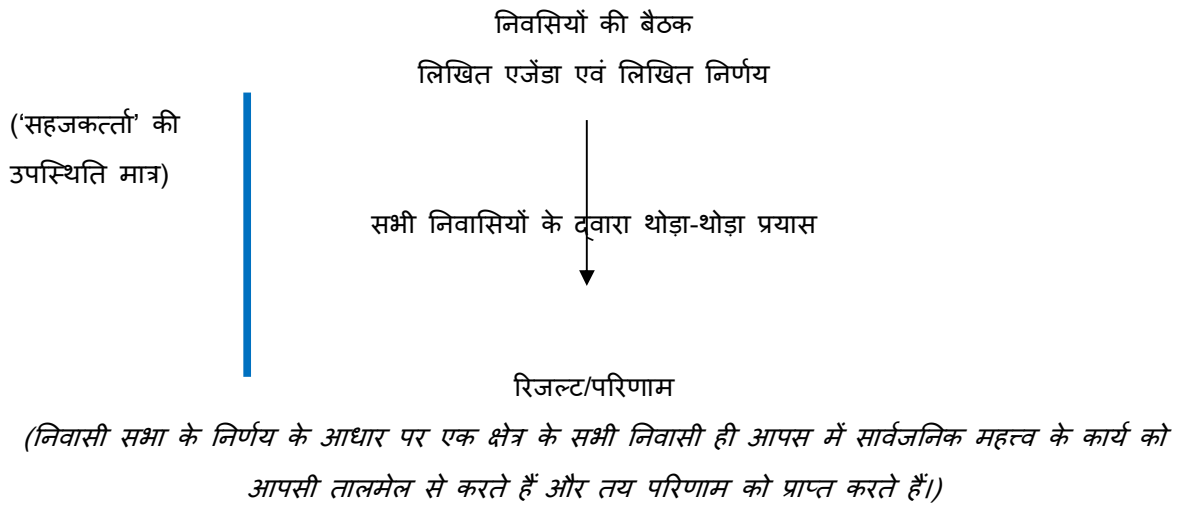 निवसियों की बैठक
लिखित एजेंडा एवं लिखित निर्णय
(‘सहजकर्त्ता’ की
उपस्थिति मात्र)
सभी निवासियों के द्वारा थोड़ा-थोड़ा प्रयास
रिजल्ट/परिणाम
(निवासी सभा के निर्णय के आधार पर एक क्षेत्र के सभी निवासी ही आपस में सार्वजनिक महत्त्व के कार्य को
आपसी तालमेल से करते हैं और तय परिणाम को प्राप्त करते हैं।)